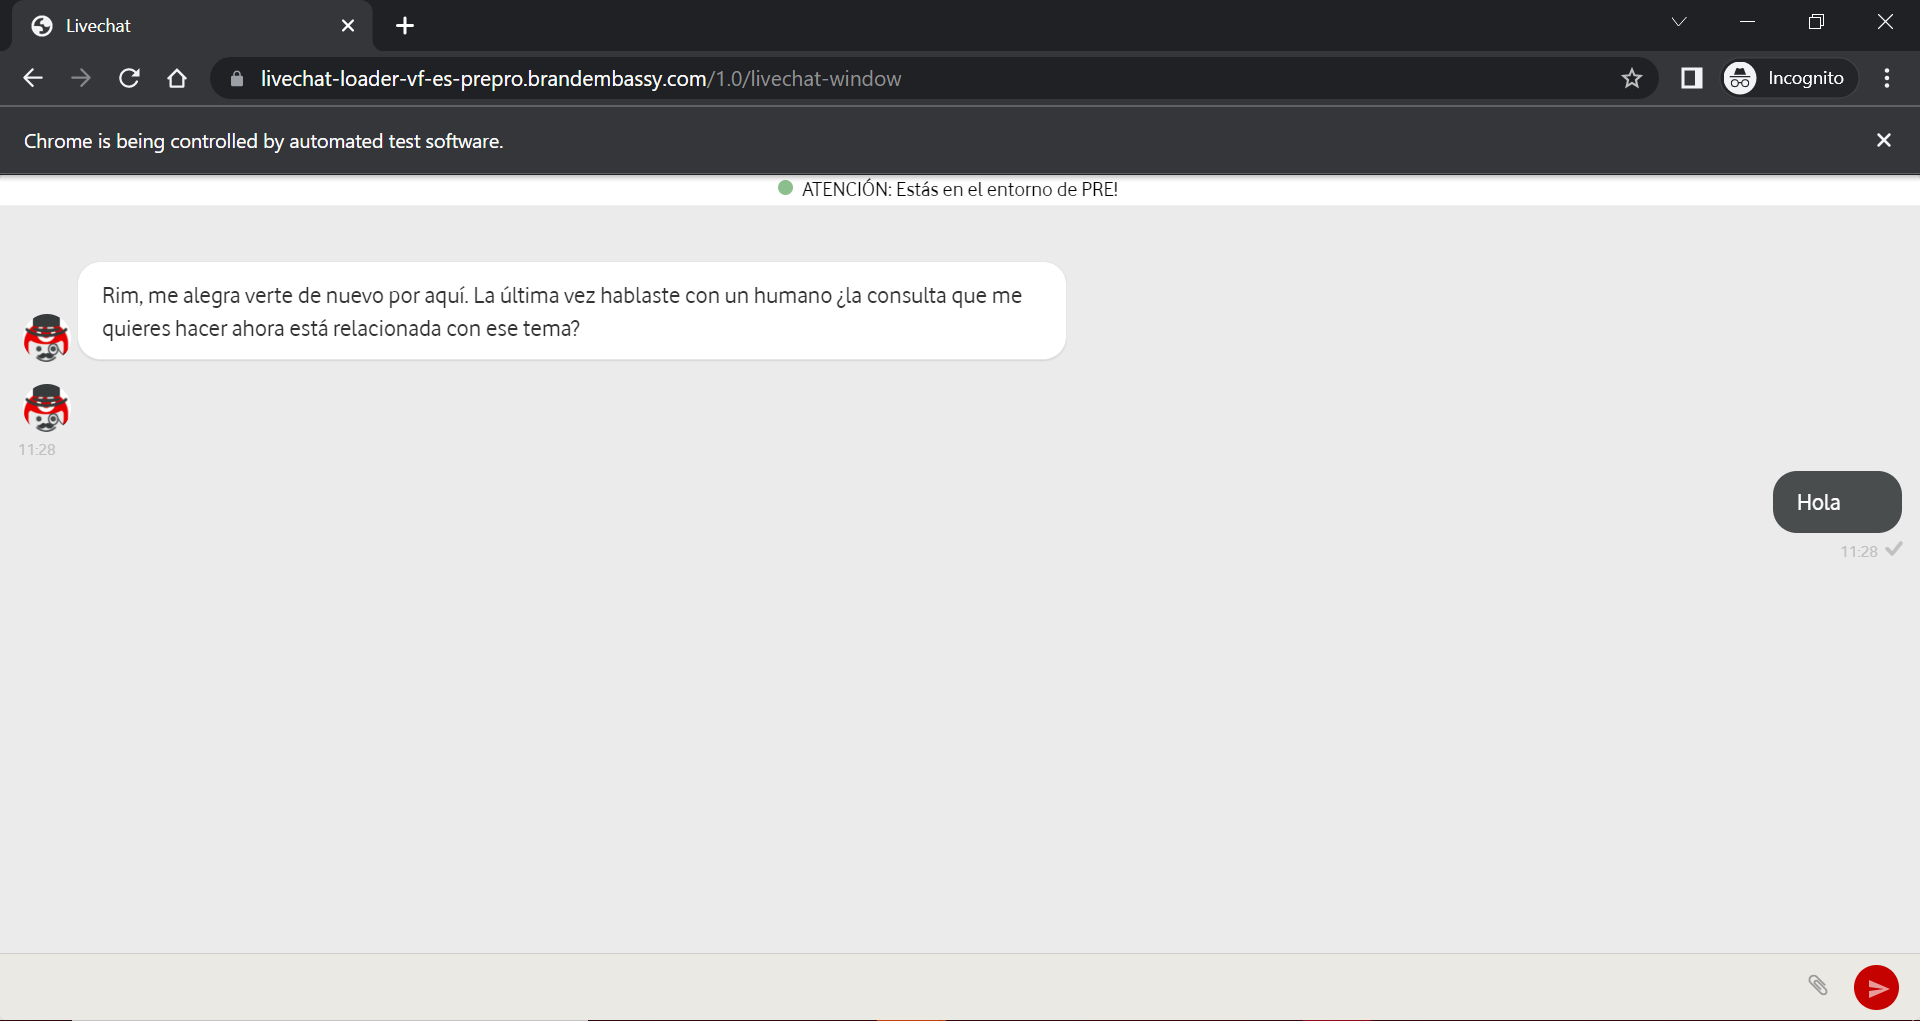 Livechat
livechat-loader-vf-es-prepro.brandembassy.com/1.0/livechat-window
Incognito
Chrome is being controlled by automated test software.
ATENCIÓN: Estás en el entorno de PRE!
Rim, me alegra verte de nuevo por aquí. La última vez hablaste con un humano ¿la consulta que me
quieres hacer ahora está relacionada con ese tema?
11:28
Hola
11:28